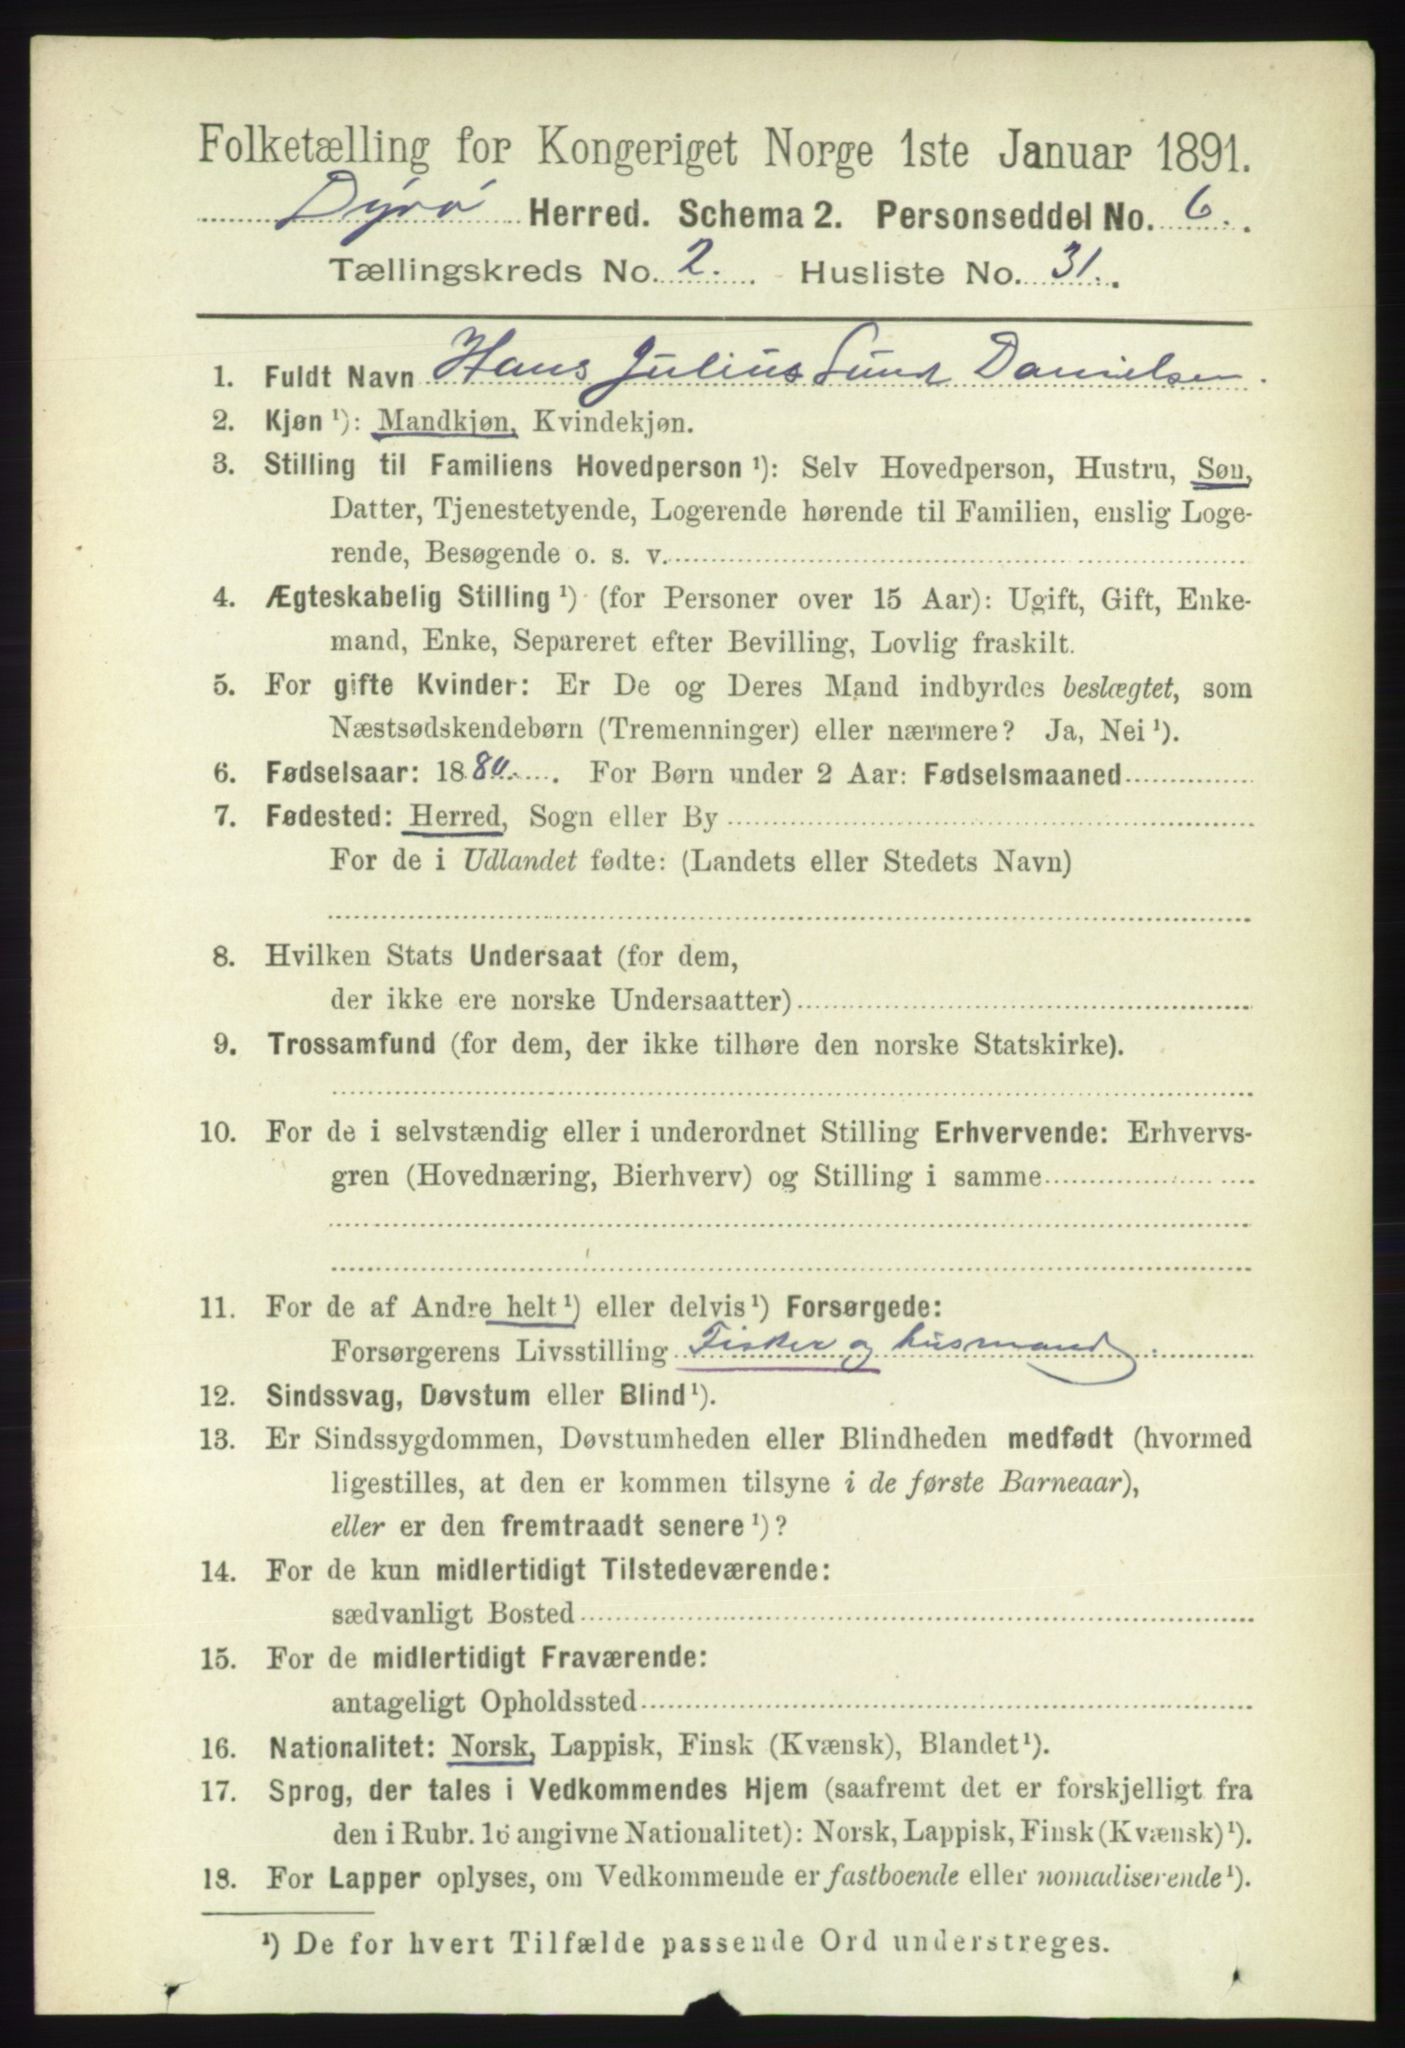 Folketælling for Kongeriget Norge 1ste Januar 1891.
Dyrø Herred. Schema 2. Personseddel No. 6.
Tællingskreds No. 2. Husliste No. 31.
1. Fuldt Navn Hans Julius Lund Danielsen.
2. Kjøn ¹): Mandkjøn, Kvindekjøn.
3. Stilling til Familiens Hovedperson ¹): Selv Hovedperson, Hustru, Søn,
Datter, Tjenestetyende, Logerende hørende til Familien, enslig Loge-
rende, Besøgende o. s. v.
4. Ægteskabelig Stilling ¹) (for Personer over 15 Aar): Ugift, Gift, Enke-
mand, Enke, Separeret efter Bevilling, Lovlig fraskilt.
5. For gifte Kvinder: Er De og Deres Mand indbyrdes beslægtet, som
Næstsødskendebørn (Tremenninger) eller nærmere? Ja, Nei ¹).
6. Fødselsaar: 1880. For Børn under 2 Aar: Fødselsmaaned
7. Fødested: Herred, Sogn eller By
For de i Udlandet fødte: (Landets eller Stedets Navn)
8. Hvilken Stats Undersaat (for dem,
der ikke ere norske Undersaatter)
9. Trossamfund (for dem, der ikke tilhøre den norske Statskirke).
10. For de i selvstændig eller i underordnet Stilling Erhvervende: Erhvervs-
gren (Hovednæring, Bierhverv) og Stilling i samme
11. For de af Andre helt ¹) eller delvis ¹) Forsørgede:
Forsørgerens Livsstilling Fisker og husmand.
12. Sindssvag, Døvstum eller Blind ¹).
13. Er Sindssygdommen, Døvstumheden eller Blindheden medfødt (hvormed
ligestilles, at den er kommen tilsyne i de første Barneaar),
eller er den fremtraadt senere ¹)?
14. For de kun midlertidigt Tilstedeværende:
sædvanligt Bosted
15. For de midlertidigt Fraværende:
antageligt Opholdssted
16. Nationalitet: Norsk, Lappisk, Finsk (Kvænsk), Blandet ¹).
17. Sprog, der tales i Vedkommendes Hjem (saafremt det er forskjelligt fra
den i Rubr. 16 angivne Nationalitet): Norsk, Lappisk, Finsk (Kvænsk) ¹).
18. For Lapper oplyses, om Vedkommende er fastboende eller nomadiserende ¹).
¹) De for hvert Tilfælde passende Ord understreges.